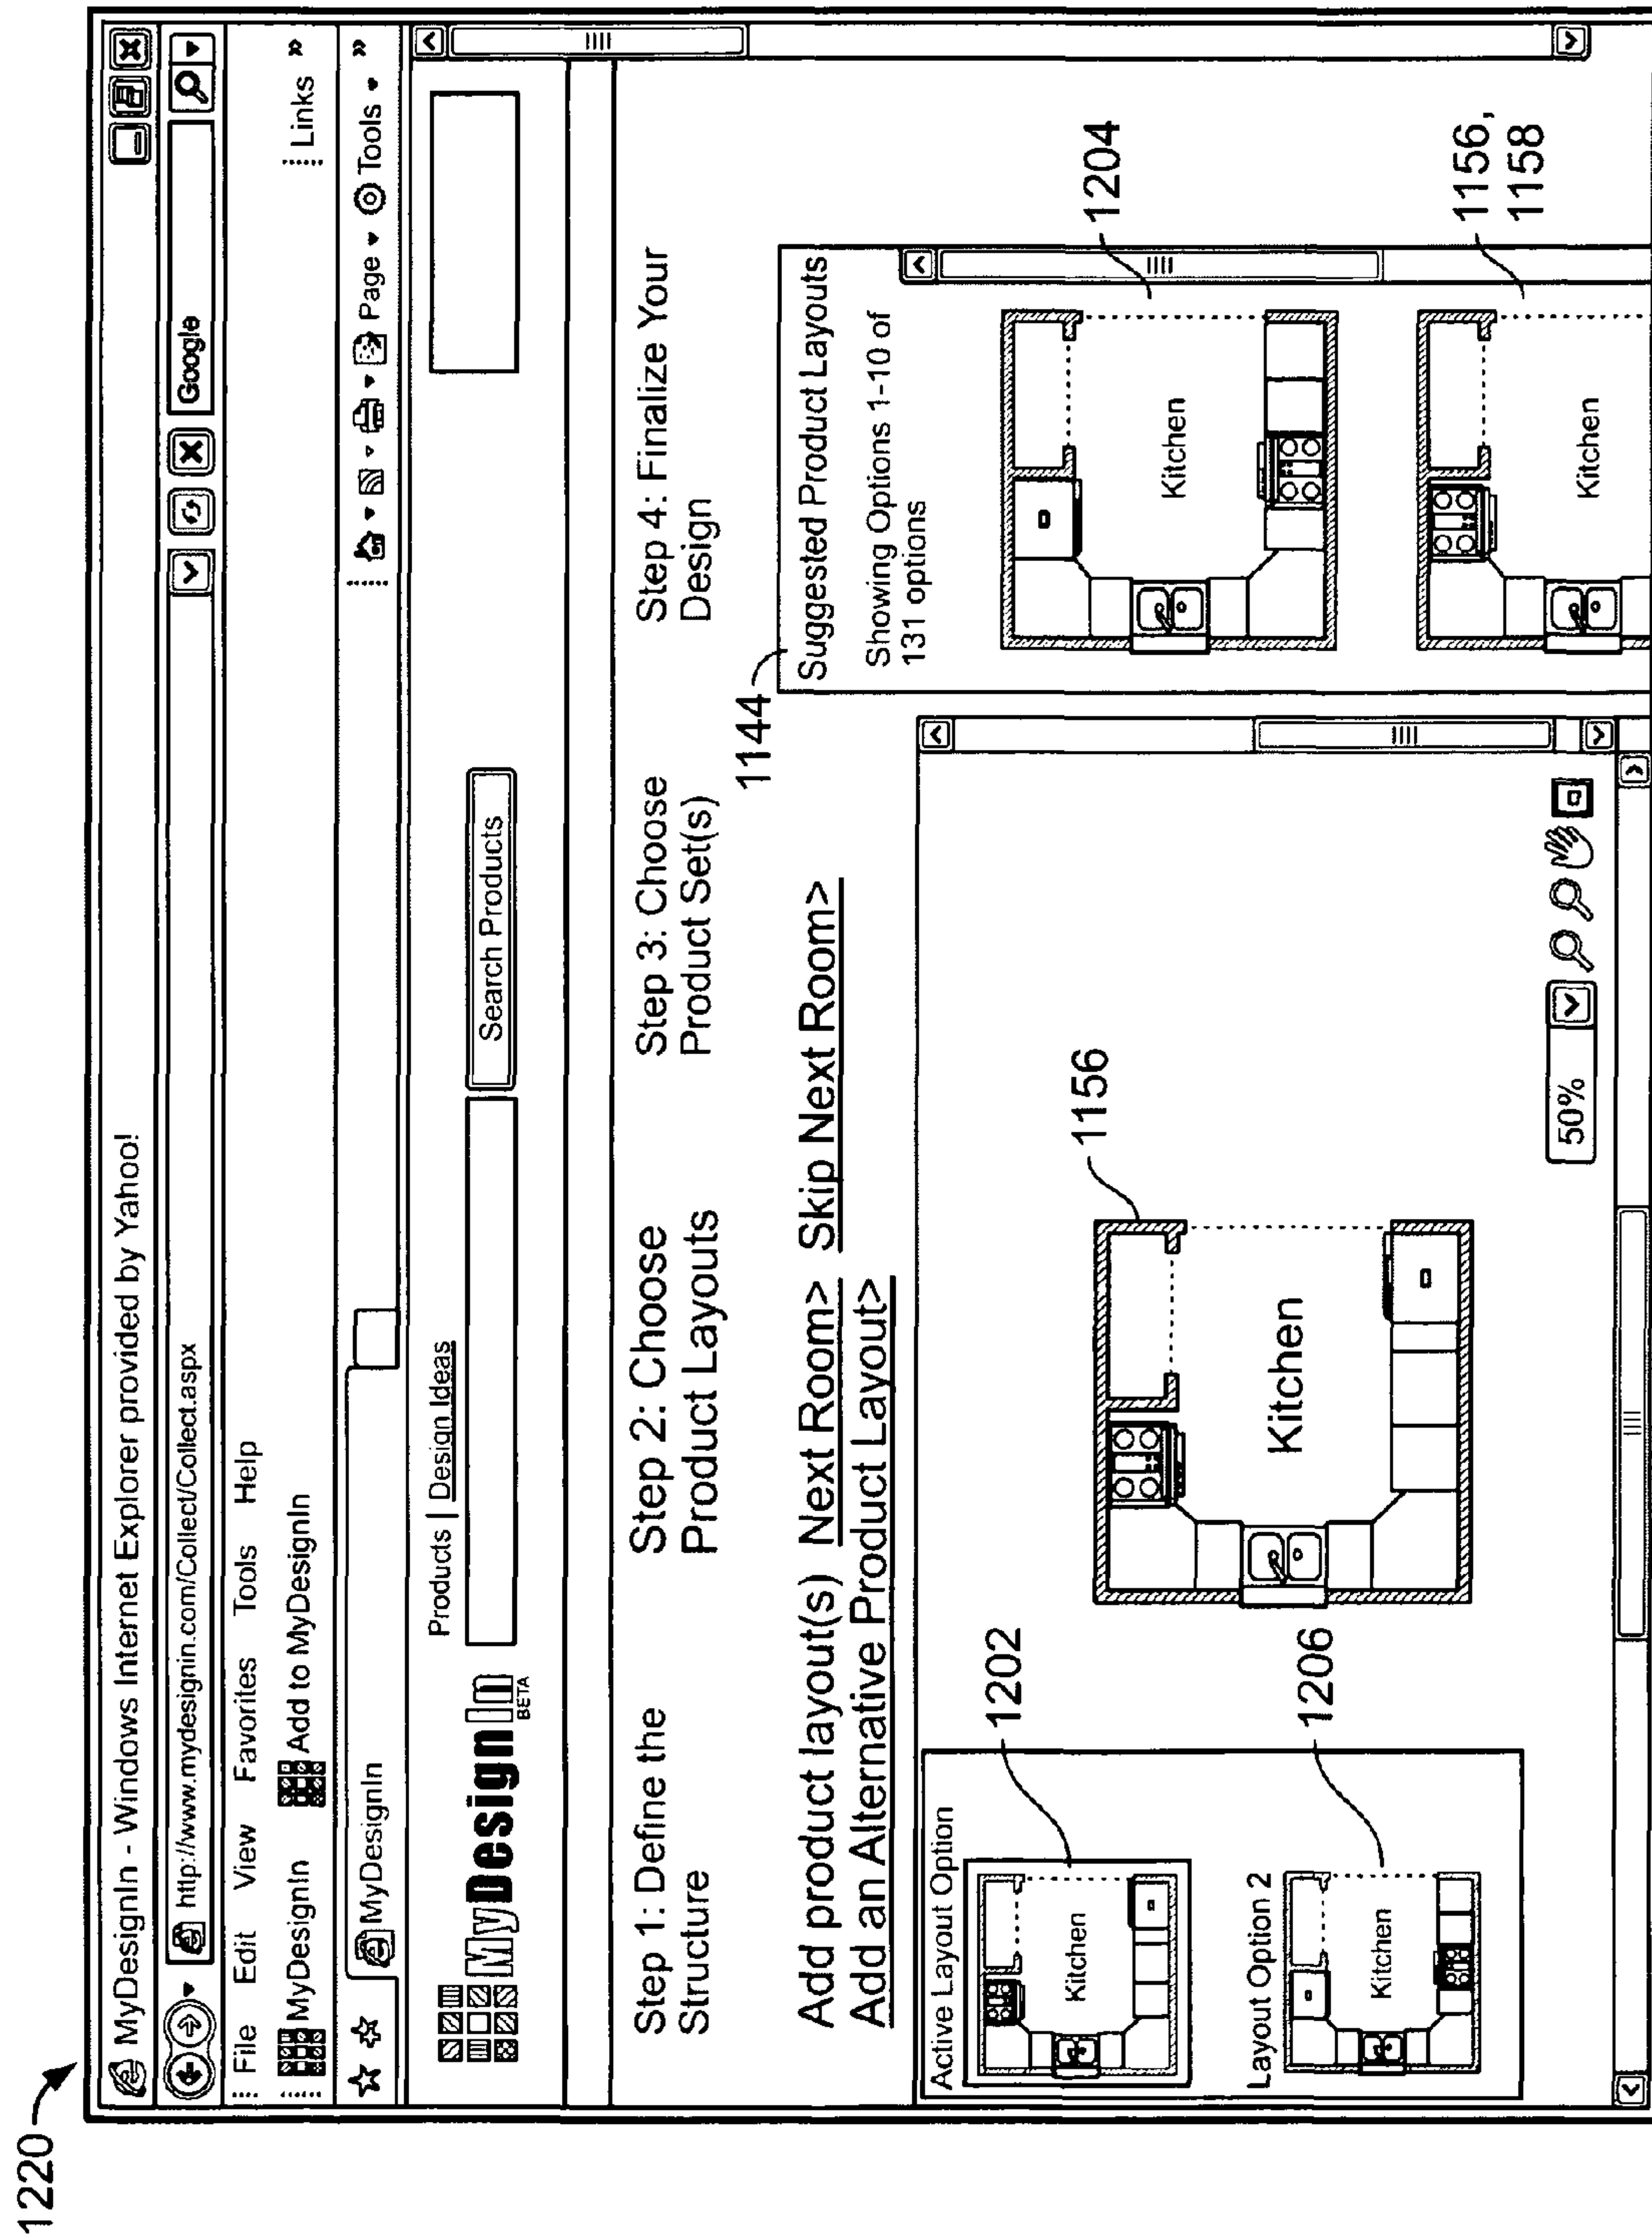 1220
MyDesignIn - Windows Internet Explorer provided by Yahoo!
http://www.mydesignin.com/Collect/Collect.aspx
Google
File Edit View Favorites Tools Help
MyDesignIn Add to MyDesignIn
Links »
MyDesignIn
Page Tools »
MyDesignIn
BETA
Products | Design Ideas
Search Products
Step 1: Define the
Structure
Step 2: Choose
Product Layouts
Step 3: Choose
Product Set(s)
Step 4: Finalize Your
Design
Add product layout(s) Next Room> Skip Next Room>
Add an Alternative Product Layout>
1144
Active Layout Option
Kitchen
1202
Layout Option 2
Kitchen
1206
Kitchen
1156
50%
Suggested Product Layouts
Showing Options 1-10 of
131 options
Kitchen
1204
Kitchen
1156,
1158